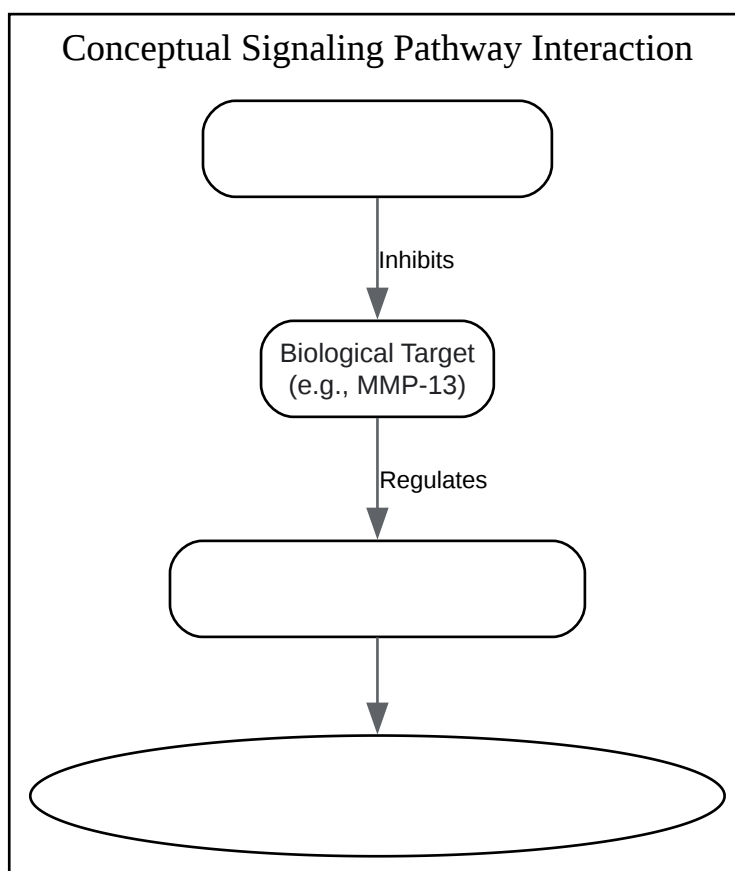 Conceptual Signaling Pathway Interaction
Inhibits
Biological Target
(e.g., MMP-13)
Regulates